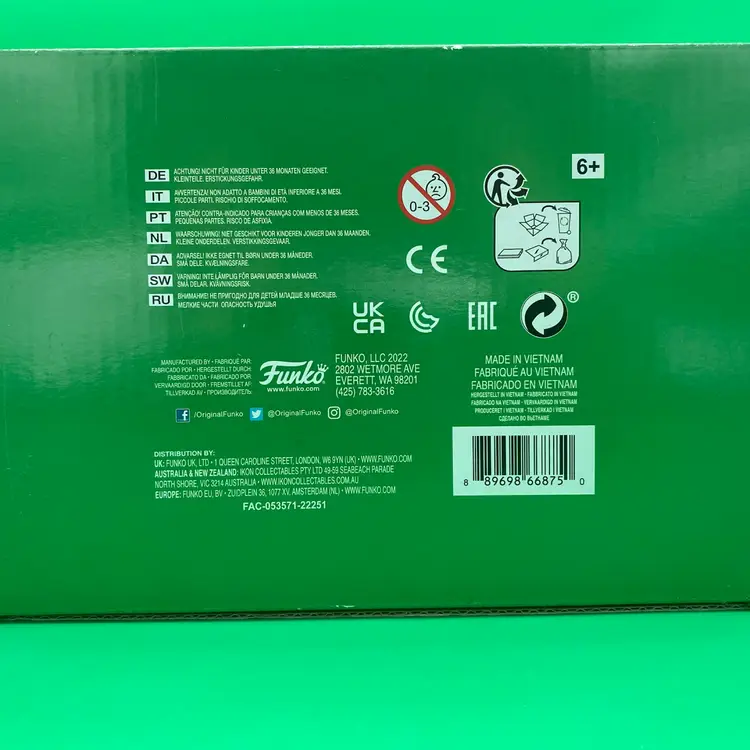 DE ACHTUNG! NICHT FÜR KINDER UNTER 36 MONATEN GEEIGNET.
KLEINTEILE. ERSTICKUNGSGEFAHR.
IT AVVERTENZA! NON ADATTO A BAMBINI DI ETÀ INFERIORE A 36 MESI.
PICCOLE PARTI. RISCHIO DI SOFFOCAMENTO.
PT ATENÇÃO! CONTRA-INDICADO PARA CRIANÇAS COM MENOS DE 36 MESES.
PEQUENAS PARTES. RISCO DE ASFIXIA.
NL WAARSCHUWING! NIET GESCHIKT VOOR KINDEREN JONGER DAN 36 MAANDEN.
KLEINE ONDERDELEN. VERSTIKKINGSGEVAAR.
DA ADVARSEL! IKKE EGNET TIL BØRN UNDER 36 MÅNEDER.
SMÅ DELE. KVÆLNINGSFARE.
SW VARNING! INTE LÄMPLIG FÖR BARN UNDER 36 MÅNADER.
SMÅ DELAR. KVÄVNINGSRISK.
RU ВНИМАНИЕ! НЕ ПРИГОДНО ДЛЯ ДЕТЕЙ МЛАДШЕ 36 МЕСЯЦЕВ.
МЕЛКИЕ ЧАСТИ ОПАСНОСТЬ УДУШЬЯ
0-3
6+
CE
UK
CA
EAC
®
MANUFACTURED BY • FABRIQUÉ PAR:
FABRICADO POR • HERGESTELLT DURCH:
FABBRICATO DA • FABRICADO POR:
VERVAARDIGD DOOR • FREMSTILLET AF:
TILLVERKAD AV • ПРОИЗВОДИТЕЛЬ:
Funko®
www.funko.com
FUNKO, LLC 2022
2802 WETMORE AVE
EVERETT, WA 98201
(425) 783-3616
MADE IN VIETNAM
FABRIQUÉ AU VIETNAM
FABRICADO EN VIETNAM
HERGESTELLT IN VIETNAM • FABBRICATO IN VIETNAM
FABRICADO NA VIETNAM • VERVAARDIGD IN VIETNAM
PRODUCERET I VIETNAM • TILLVERKAD I VIETNAM
СДЕЛАНО ВО ВЬЕТНАМЕ
/OriginalFunko @OriginalFunko @OriginalFunko
DISTRIBUTION BY:
UK: FUNKO UK, LTD • 1 QUEEN CAROLINE STREET, LONDON, W6 9YN (UK) • WWW.FUNKO.COM
AUSTRALIA & NEW ZEALAND: IKON COLLECTABLES PTY LTD 49-59 SEABEACH PARADE
NORTH SHORE, VIC 3214 AUSTRALIA • WWW.IKONCOLLECTABLES.COM.AU
EUROPE: FUNKO EU, BV • ZUIDPLEIN 36, 1077 XV, AMSTERDAM (NL) • WWW.FUNKO.COM
FAC-053571-22251
8 89698 66875 0